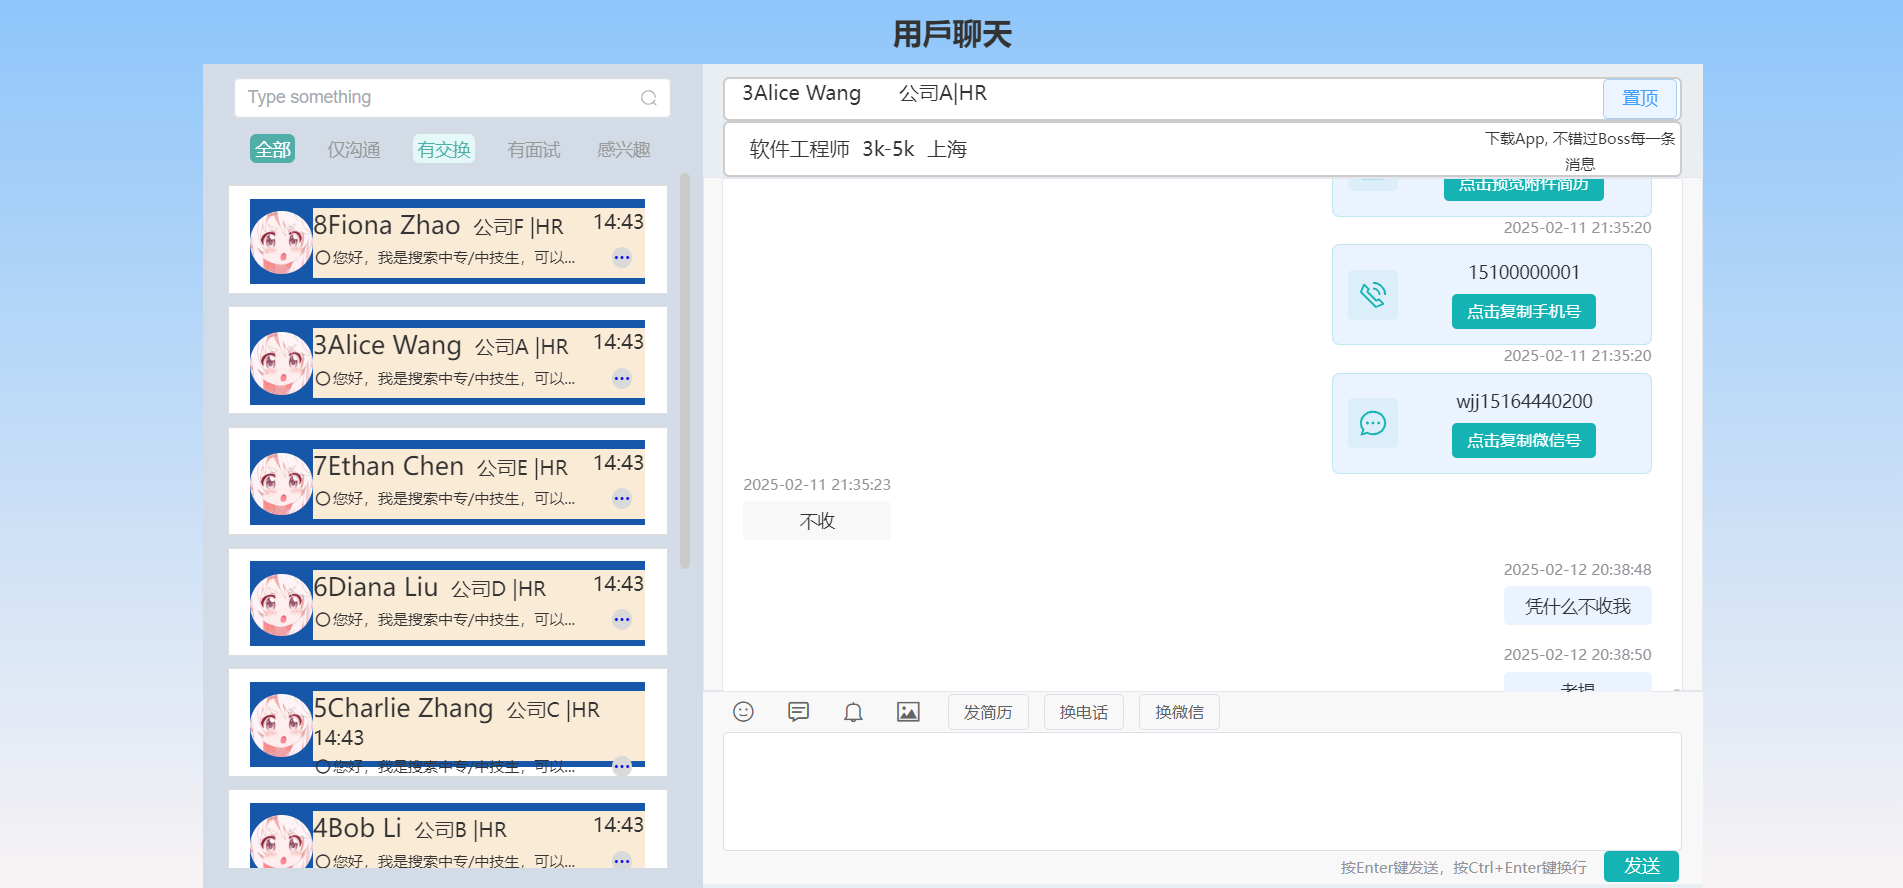 用戶聊天
Type something
全部 仅沟通 有交换 有面试 感兴趣
8Fiona Zhao 公司F |HR 14:43
您好，我是搜索中专/中技生，可以...
3Alice Wang 公司A |HR 14:43
您好，我是搜索中专/中技生，可以...
7Ethan Chen 公司E |HR 14:43
您好，我是搜索中专/中技生，可以...
6Diana Liu 公司D |HR 14:43
您好，我是搜索中专/中技生，可以...
5Charlie Zhang 公司C |HR
14:43
您好，我是搜索中专/中技生，可以...
4Bob Li 公司B |HR 14:43
您好，我是搜索中专/中技生，可以...
3Alice Wang 公司A|HR 置顶
软件工程师 3k-5k 上海
下载App, 不错过Boss每一条
消息
点击预览附件简历
2025-02-11 21:35:20
15100000001
点击复制手机号
2025-02-11 21:35:20
wjj15164440200
点击复制微信号
2025-02-11 21:35:23
不收
2025-02-12 20:38:48
凭什么不收我
2025-02-12 20:38:50
发简历 换电话 换微信
按Enter键发送，按Ctrl+Enter键换行 发送